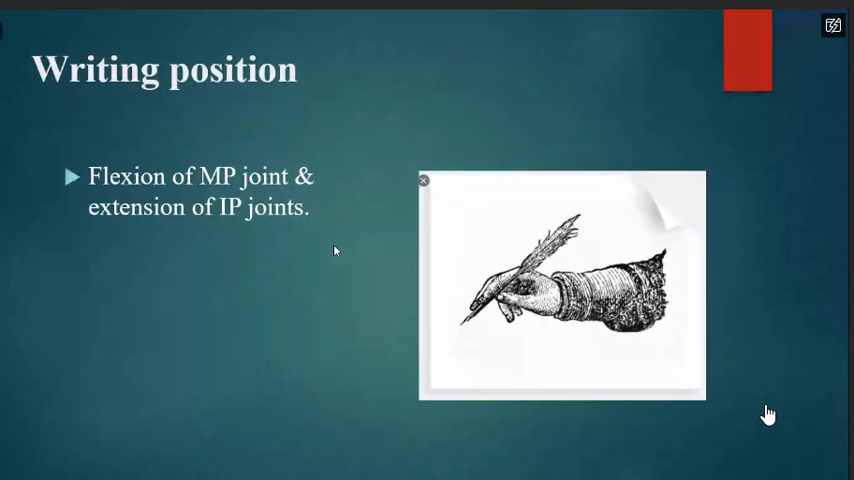 Writing position
Flexion of MP joint &
extension of IP joints.